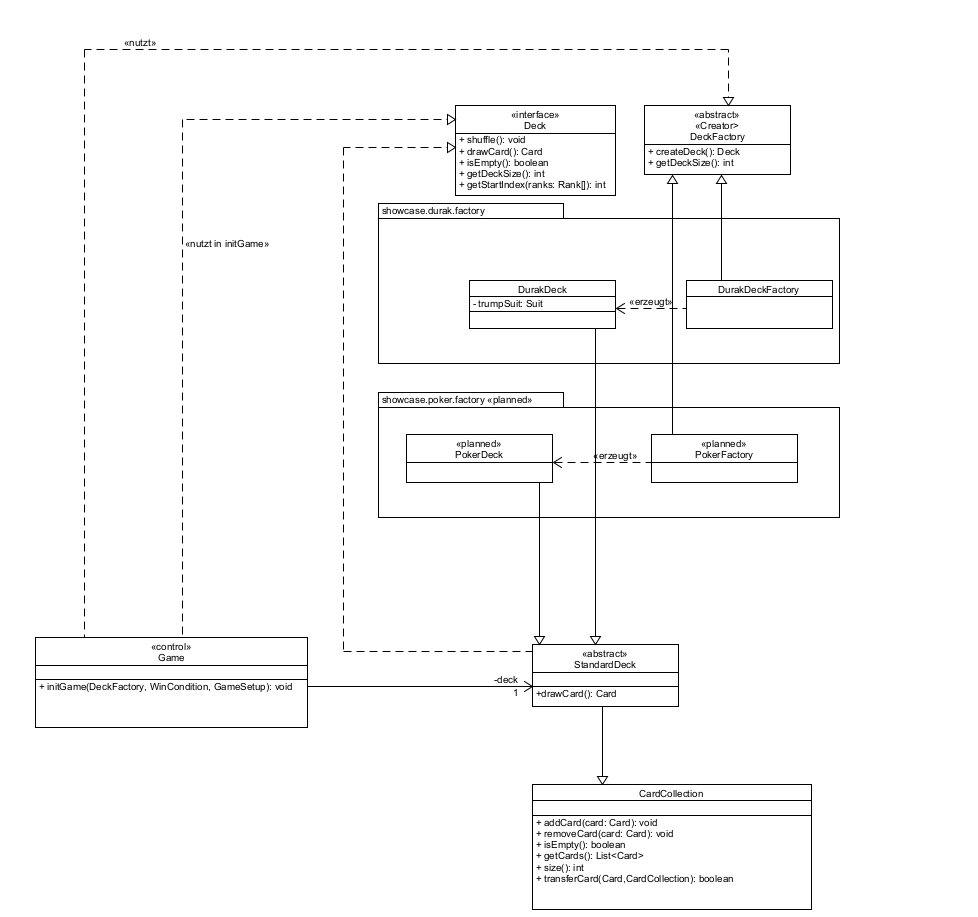 «nutzt»
«interface»
Deck
+ shuffle(): void
+ drawCard(): Card
+ isEmpty(): boolean
+ getDeckSize(): int
+ getStartIndex(ranks: Rank[]): int
«abstract»
«Creator>
DeckFactory
+ createDeck(): Deck
+ getDeckSize(): int
showcase.durak.factory
«nutzt in initGame»
DurakDeck
- trumpSuit: Suit
«erzeugt»
DurakDeckFactory
showcase.poker.factory «planned»
«planned»
PokerDeck
«erzeugt»
«planned»
PokerFactory
«control»
Game
+ initGame(DeckFactory, WinCondition, GameSetup): void
-deck
1
«abstract»
StandardDeck
+drawCard(): Card
CardCollection
+ addCard(card: Card): void
+ removeCard(card: Card): void
+ isEmpty(): boolean
+ getCards(): List<Card>
+ size(): int
+ transferCard(Card,CardCollection): boolean